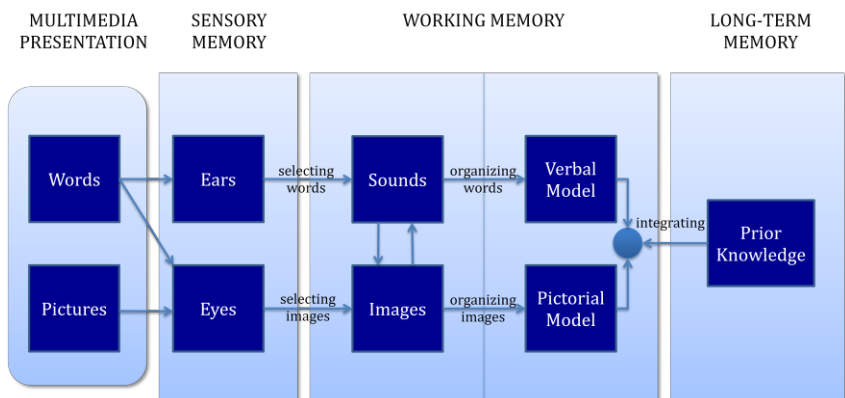 MULTIMEDIA
PRESENTATION
SENSORY
MEMORY
WORKING MEMORY
LONG-TERM
MEMORY
Words
Ears
selecting
words
Sounds
organizing
words
Verbal
Model
integrating
Prior
Knowledge
Pictures
Eyes
selecting
images
Images
organizing
images
Pictorial
Model